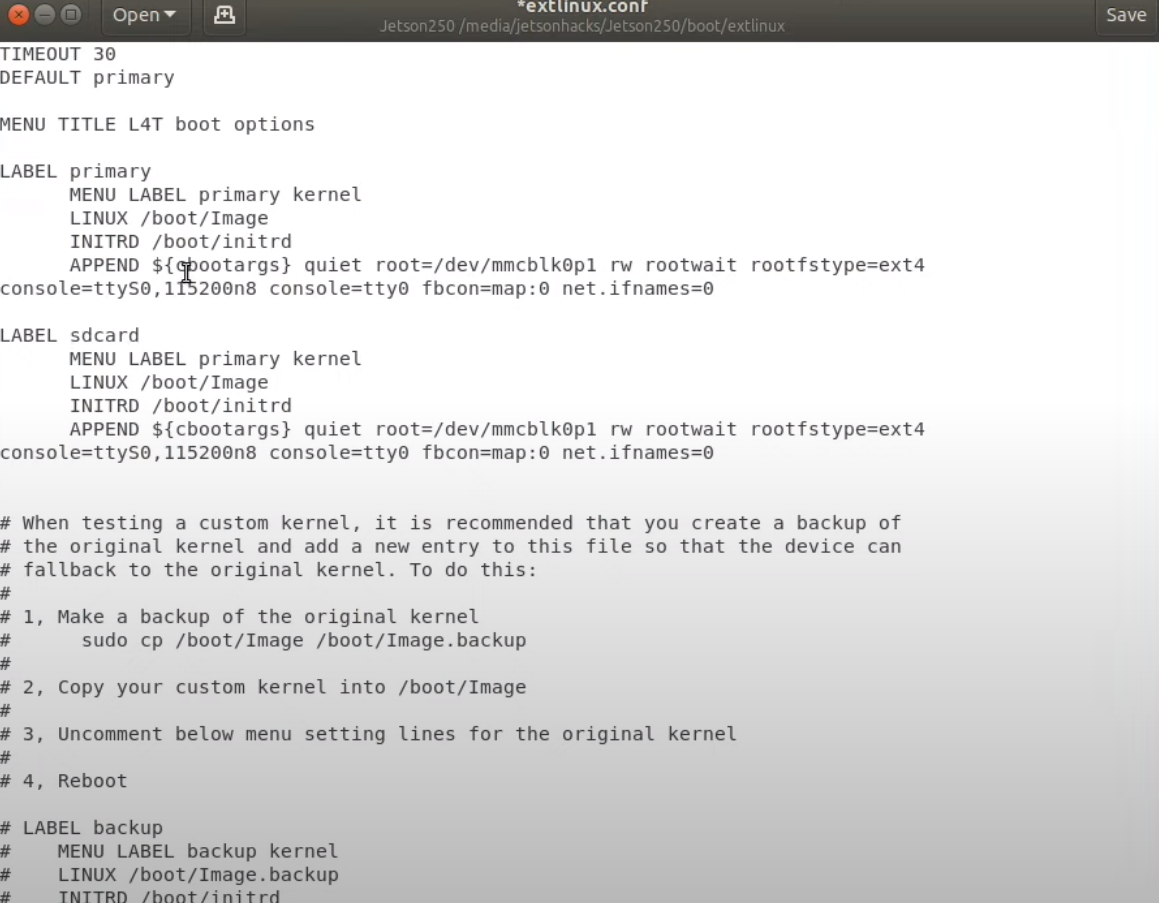 Open
*extlinux.conf
Jetson250 /media/jetsonhacks/Jetson250/boot/extlinux
Save
TIMEOUT 30
DEFAULT primary
MENU TITLE L4T boot options
LABEL primary
MENU LABEL primary kernel
LINUX /boot/Image
INITRD /boot/initrd
APPEND ${cbootargs} quiet root=/dev/mmcblk0p1 rw rootwait rootfstype=ext4
console=ttyS0,115200n8 console=tty0 fbcon=map:0 net.ifnames=0
LABEL sdcard
MENU LABEL primary kernel
LINUX /boot/Image
INITRD /boot/initrd
APPEND ${cbootargs} quiet root=/dev/mmcblk0p1 rw rootwait rootfstype=ext4
console=ttyS0,115200n8 console=tty0 fbcon=map:0 net.ifnames=0
# When testing a custom kernel, it is recommended that you create a backup of
# the original kernel and add a new entry to this file so that the device can
# fallback to the original kernel. To do this:
#
# 1, Make a backup of the original kernel
#      sudo cp /boot/Image /boot/Image.backup
#
# 2, Copy your custom kernel into /boot/Image
#
# 3, Uncomment below menu setting lines for the original kernel
#
# 4, Reboot
# LABEL backup
#    MENU LABEL backup kernel
#    LINUX /boot/Image.backup
#    INITRD /boot/initrd